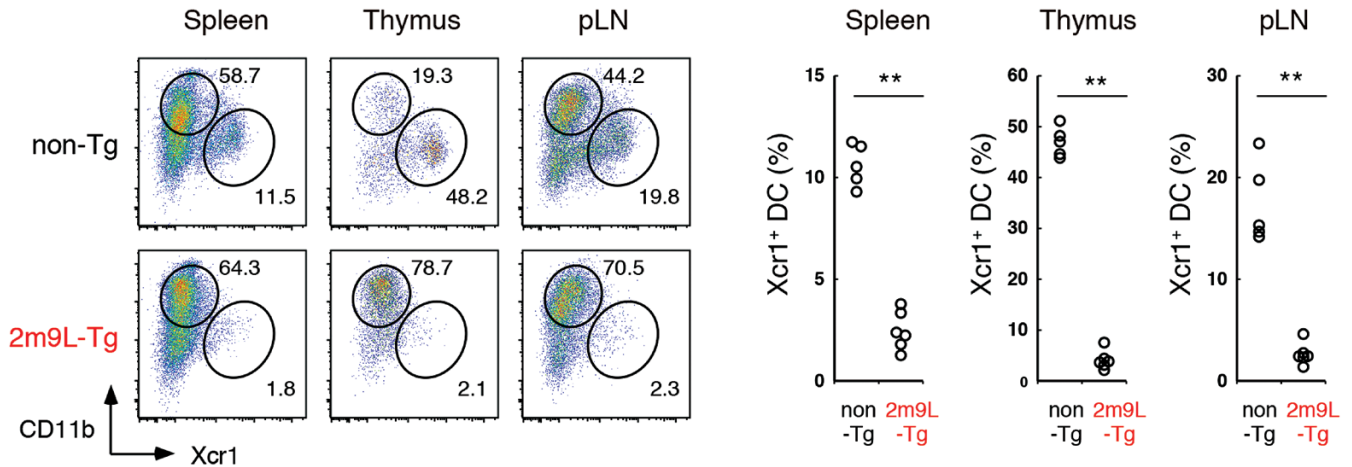 Spleen Thymus pLN
non-Tg
58.7 11.5
19.3 48.2
44.2 19.8
2m9L-Tg
64.3 1.8
78.7 2.1
70.5 2.3
CD11b
Xcr1
Spleen
**
15
10
5
0
Xcr1+ DC (%)
non
-Tg
2m9L
-Tg
Thymus
**
60
50
40
30
20
10
0
Xcr1+ DC (%)
non
-Tg
2m9L
-Tg
pLN
**
30
20
10
0
Xcr1+ DC (%)
non
-Tg
2m9L
-Tg